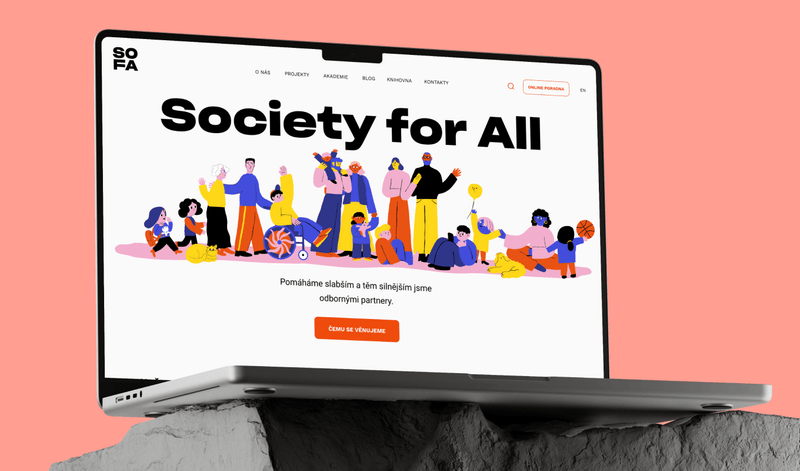 SO
FA
O NÁS PROJEKTY AKADEMIE BLOG KNIHOVNA KONTAKTY ONLINE PORADNA EN
Society for All
Pomáháme slabším a těm silnějším jsme
odbornými partnery.
ČEMU SE VĚNUJEME